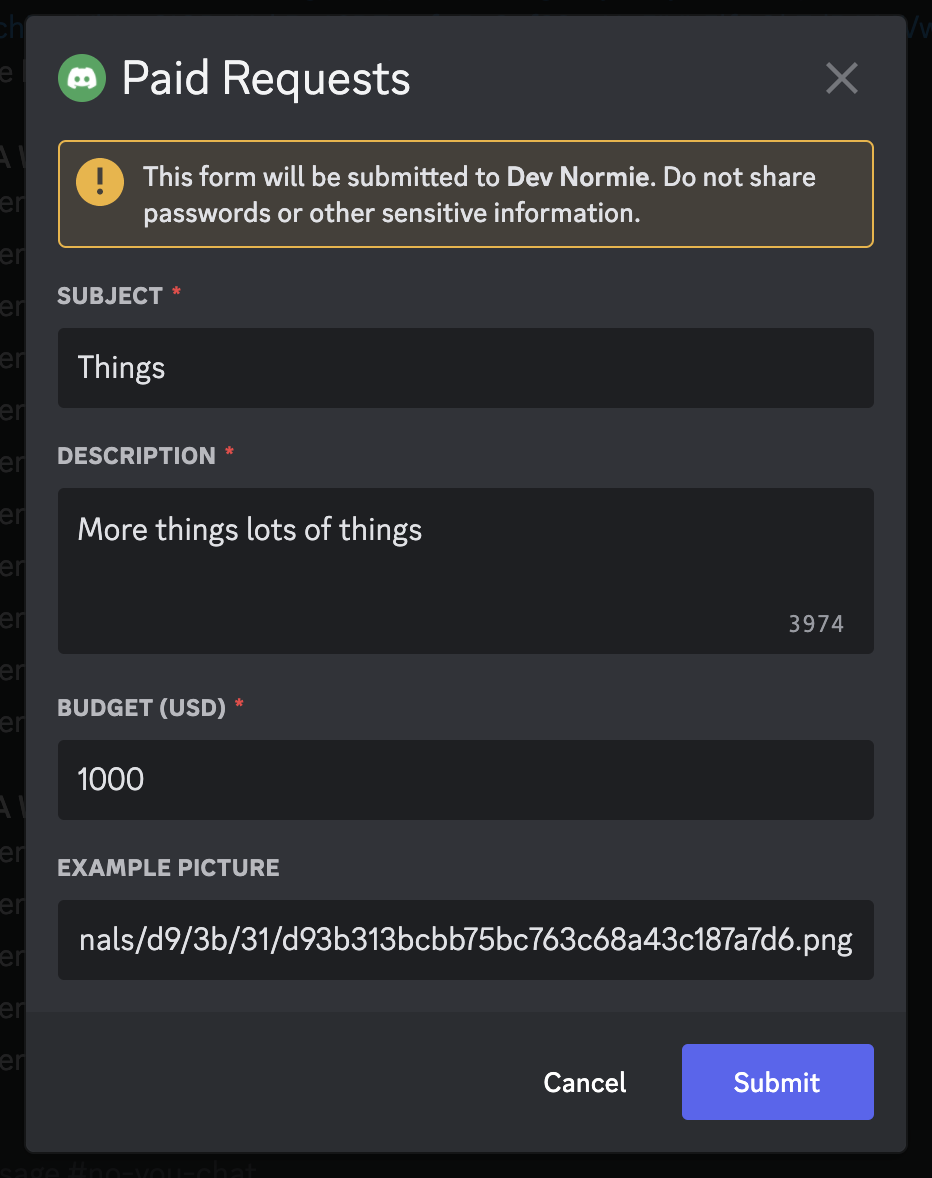 Paid Requests
This form will be submitted to Dev Normie. Do not share
passwords or other sensitive information.
SUBJECT *
Things
DESCRIPTION *
More things lots of things
3974
BUDGET (USD) *
1000
EXAMPLE PICTURE
nals/d9/3b/31/d93b313bcbb75bc763c68a43c187a7d6.png
Cancel
Submit